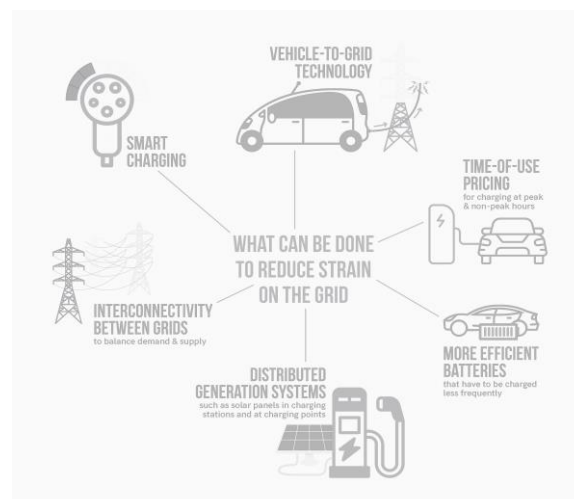 VEHICLE-TO-GRID
TECHNOLOGY
SMART
CHARGING
TIME-OF-USE
PRICING
for charging at peak
& non-peak hours
WHAT CAN BE DONE
TO REDUCE STRAIN
ON THE GRID
INTERCONNECTIVITY
BETWEEN GRIDS
to balance demand & supply
MORE EFFICIENT
BATTERIES
that have to be charged
less frequently
DISTRIBUTED
GENERATION SYSTEMS
such as solar panels in charging
stations and at charging points